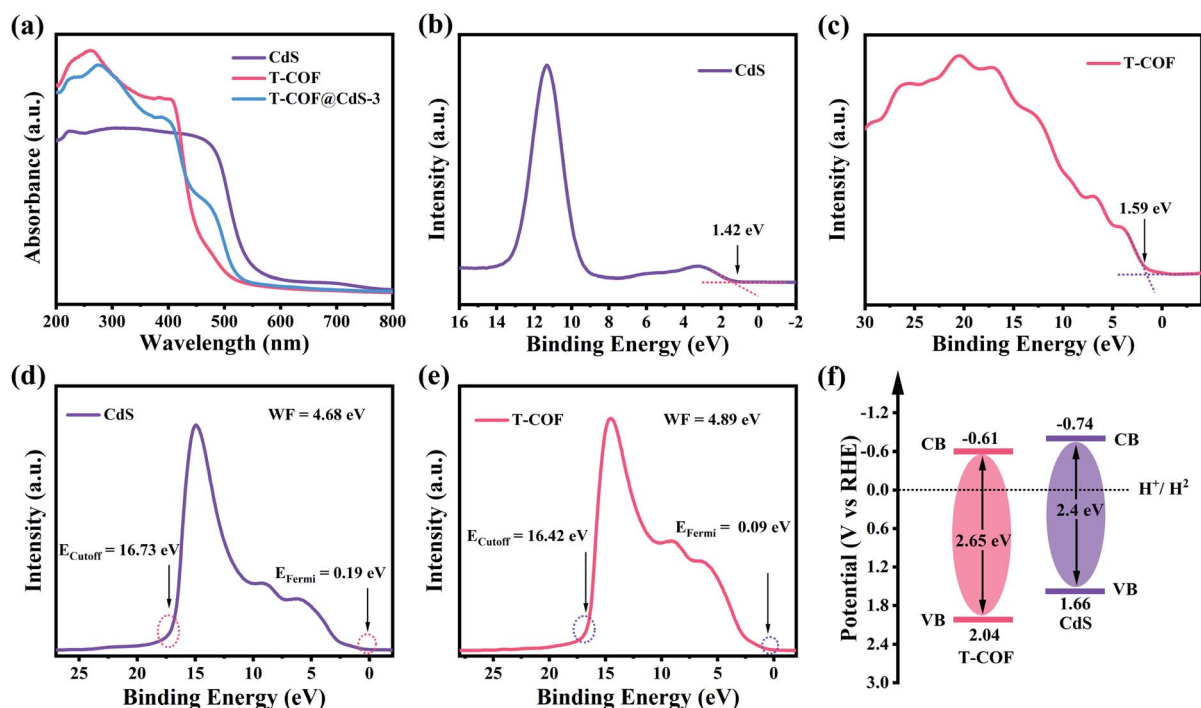 (a)
CdS
T-COF
T-COF@CdS-3
Absorbance (a.u.)
200 300 400 500 600 700 800
Wavelength (nm)
(b)
CdS
1.42 eV
Intensity (a.u.)
16 14 12 10 8 6 4 2 0 -2
Binding Energy (eV)
(c)
T-COF
1.59 eV
Intensity (a.u.)
30 25 20 15 10 5 0
Binding Energy (eV)
(d)
CdS
WF = 4.68 eV
E_Cutoff = 16.73 eV
E_Fermi = 0.19 eV
Intensity (a.u.)
25 20 15 10 5 0
Binding Energy (eV)
(e)
T-COF
WF = 4.89 eV
E_Cutoff = 16.42 eV
E_Fermi = 0.09 eV
Intensity (a.u.)
25 20 15 10 5 0
Binding Energy (eV)
(f)
Potential (V vs RHE)
-1.2
-0.6
0.0
0.6
1.2
1.8
2.4
3.0
-0.61
-0.74
CB
CB
H⁺/ H²
2.65 eV
2.4 eV
VB
VB
2.04
1.66
T-COF
CdS